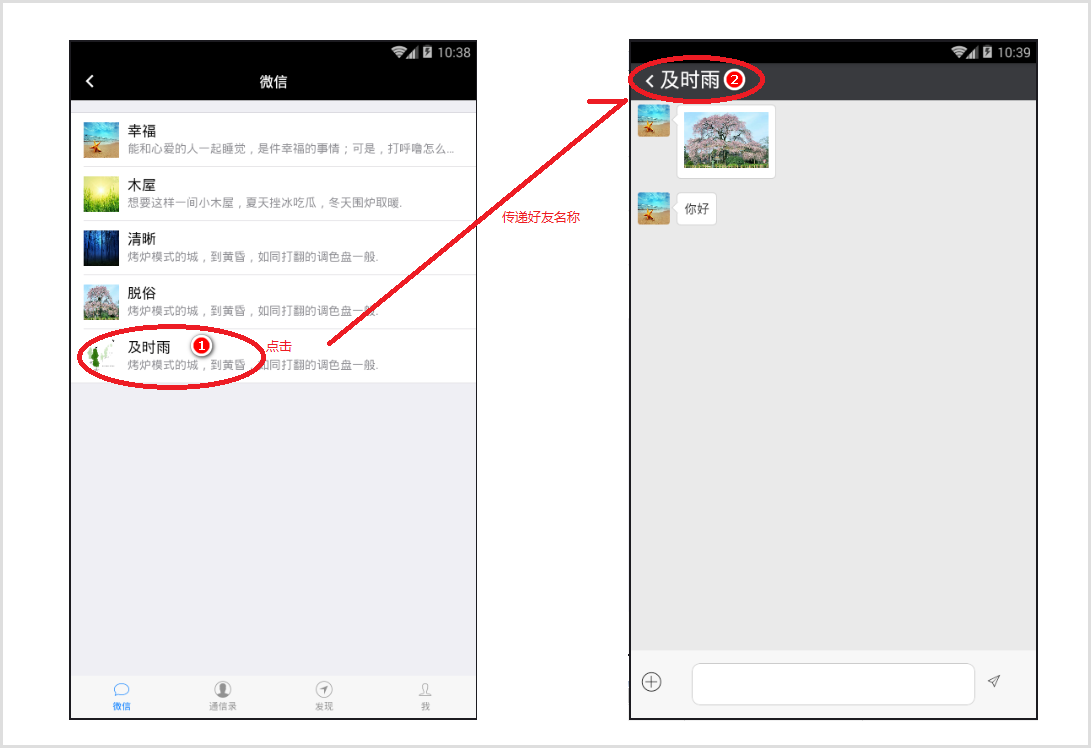 10:38
微信
幸福
能和心爱的人一起睡觉，是件幸福的事情；可是，打呼噜怎么...
木屋
想要这样一间小木屋，夏天挫冰吃瓜，冬天围炉取暖.
清晰
烤炉模式的城，到黄昏，如同打翻的调色盘一般.
脱俗
烤炉模式的城，到黄昏，如同打翻的调色盘一般.
及时雨 1
点击
烤炉模式的城，到黄昏，如同打翻的调色盘一般.
微信
通信录
发现
我
传递好友名称
10:39
及时雨 2
你好